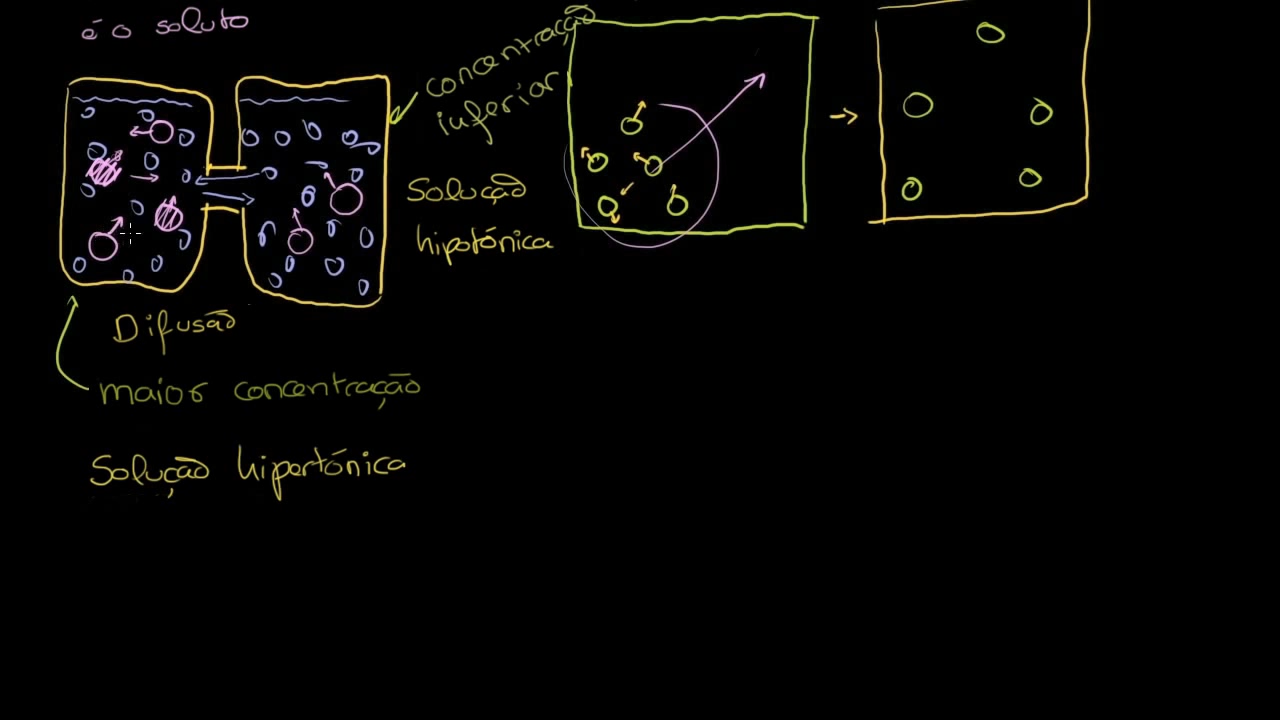 é o soluto
concentração
inferior
Solução
hipotónica
Difusão
maior concentração
Solução hipertónica